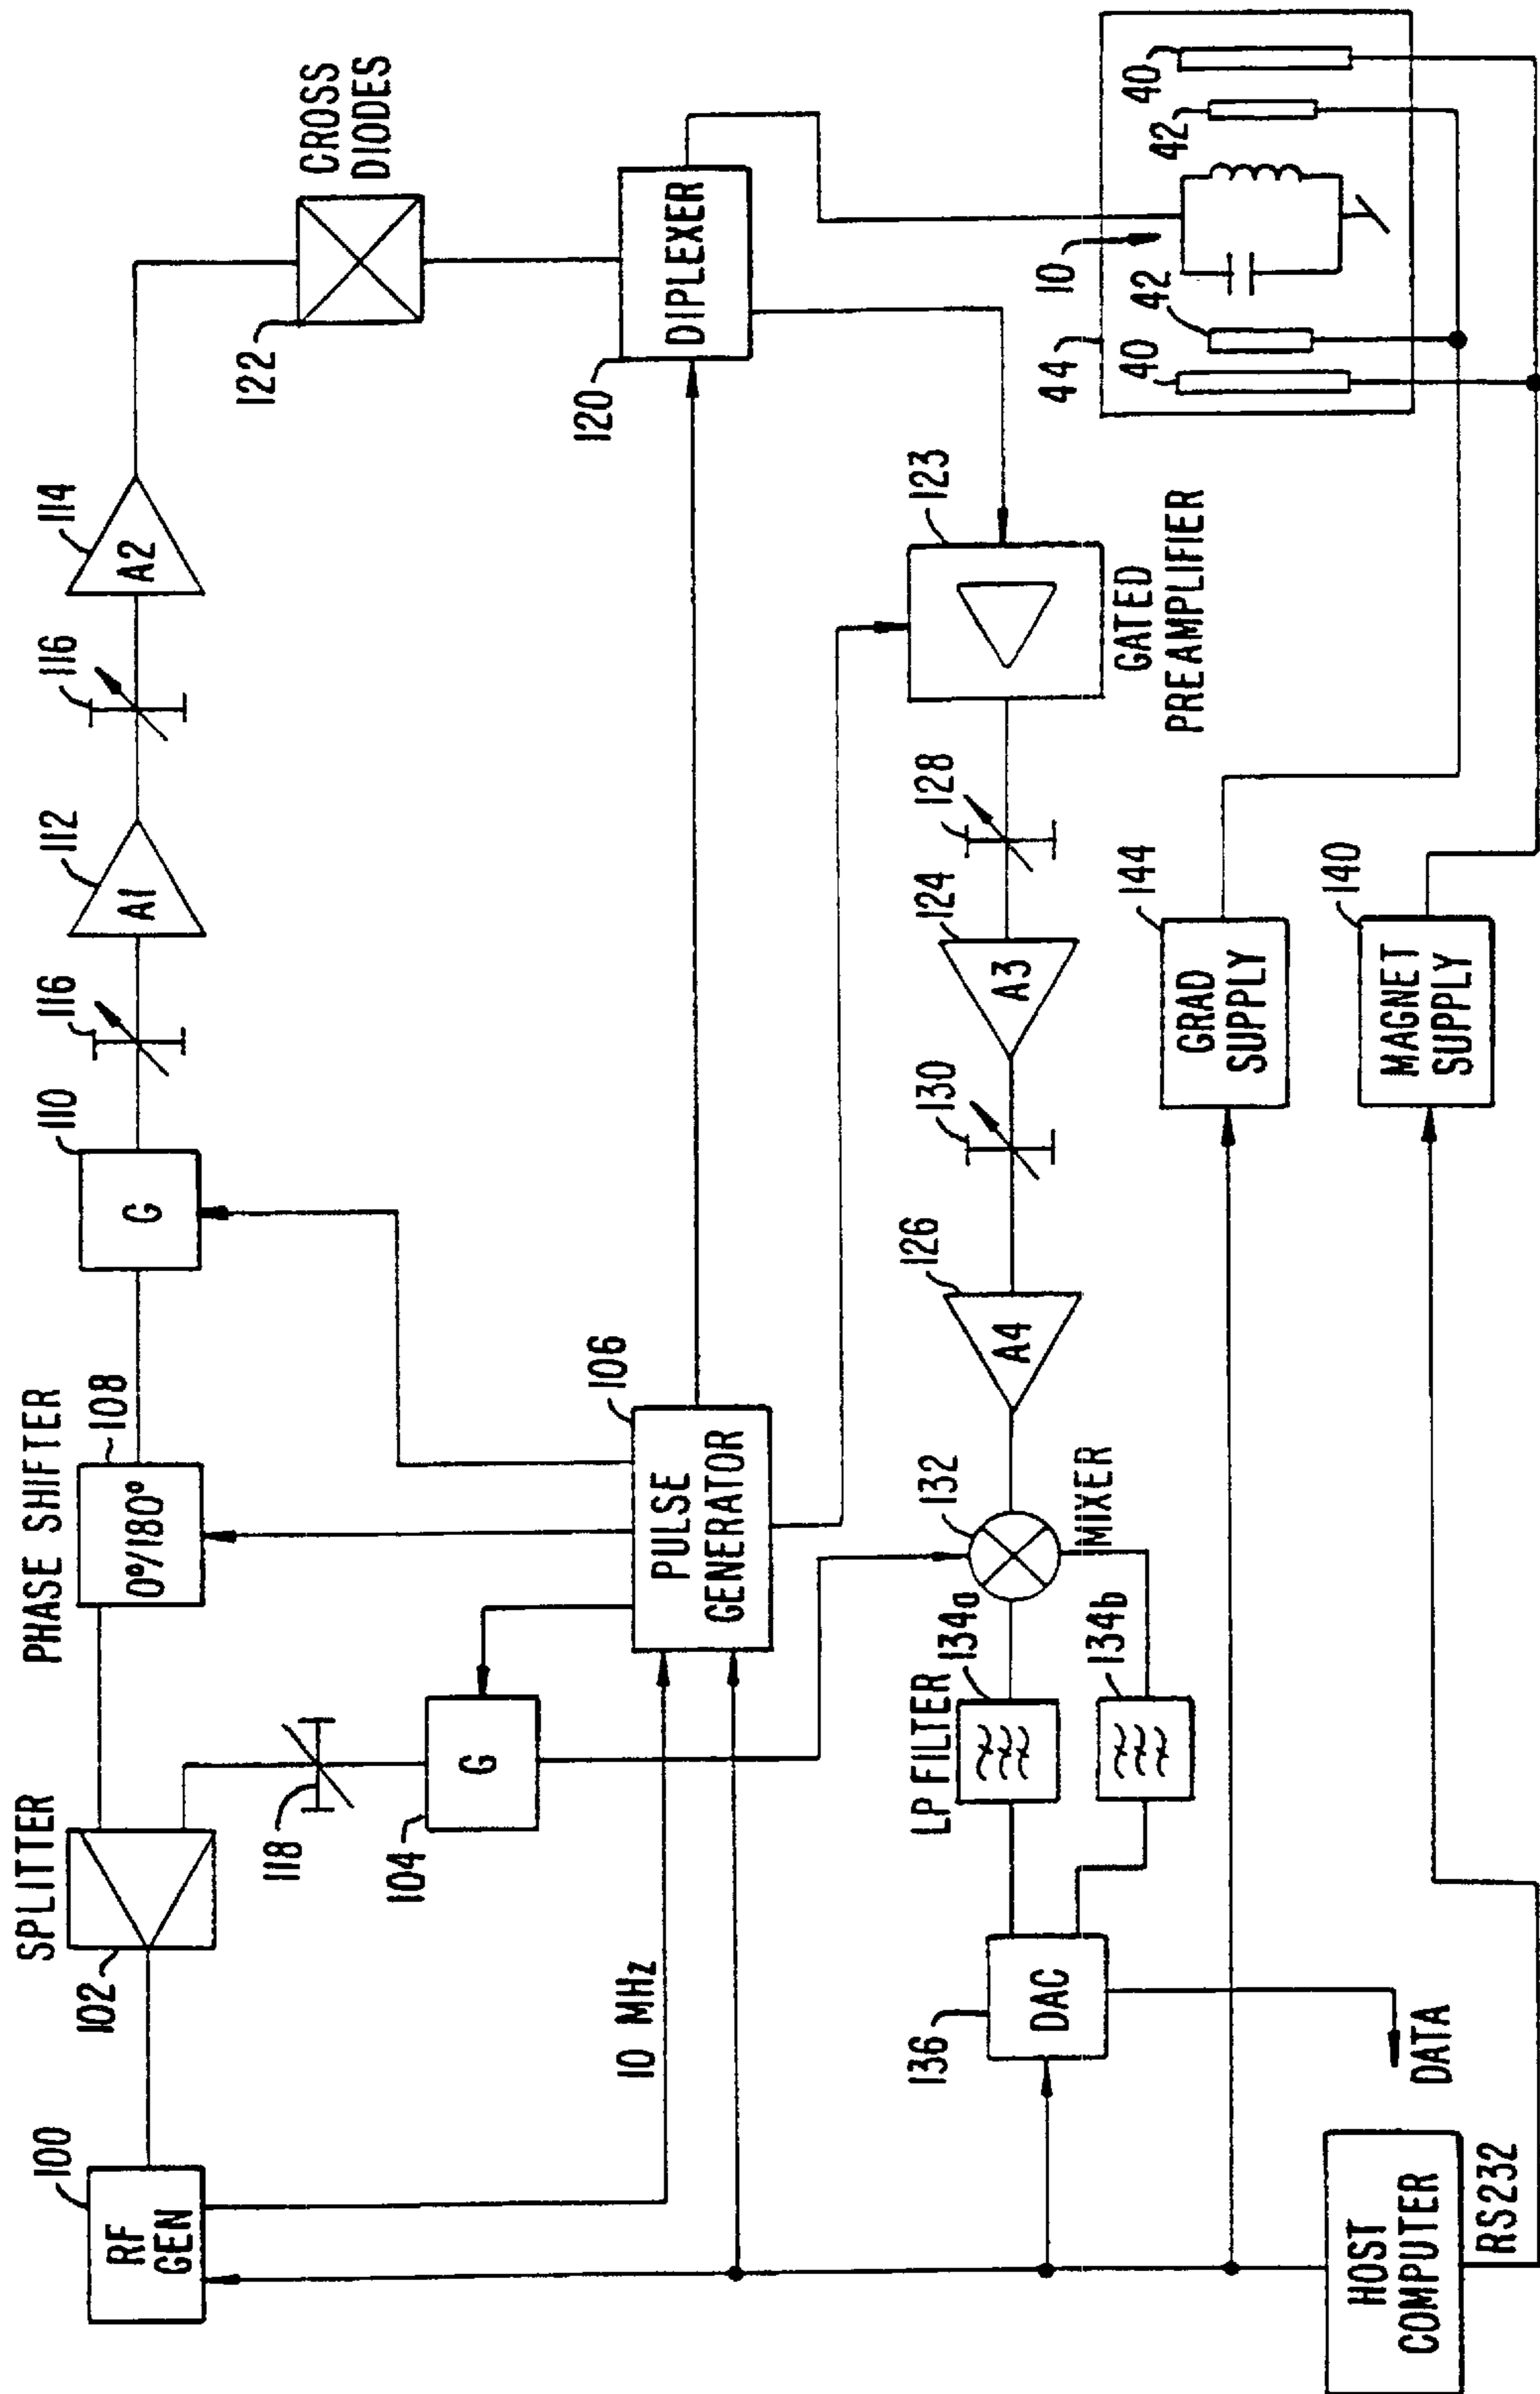 CROSS
DIODES
114
A2
122
116
112
A1
116
110
G
PHASE SHIFTER
108
0°/180°
SPLITTER
102
100
RF
GEN
118
104
G
10 MHz
106
PULSE
GENERATOR
120
DIPLEXER
123
GATED
PREAMPLIFIER
128
124
A3
130
126
A4
132
MIXER
LP FILTER
134a
134b
136
DAC
DATA
44
10
40
42
42
40
144
GRAD
SUPPLY
140
MAGNET
SUPPLY
HOST
COMPUTER
RS232